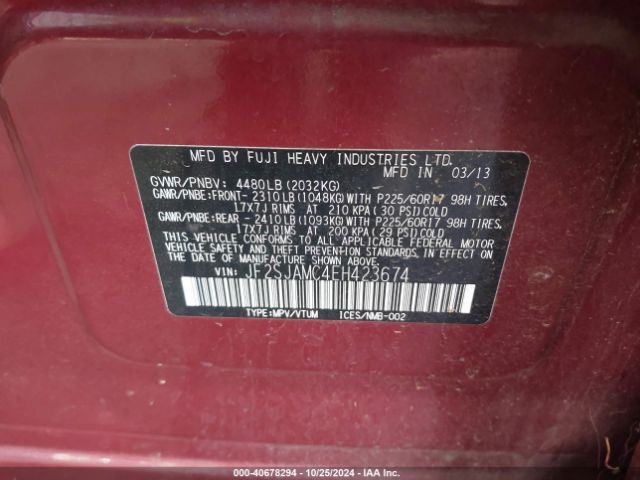 MFD BY FUJI HEAVY INDUSTRIES LTD.
MFD IN 03/13
GVWR/PNBV: 4480LB(2032KG)
GAWR/PNBE:FRONT- 2310LB(1048KG)WITH P225/60R17 98H TIRES,
17X7J RIMS AT 210 KPA(30 PSI)COLD
GAWR/PNBE:REAR - 2410LB(1093KG)WITH P225/60R17 98H TIRES,
17X7J RIMS AT 200 KPA(29 PSI)COLD
THIS VEHICLE CONFORMS TO ALL APPLICABLE FEDERAL MOTOR
VEHICLE SAFETY AND THEFT PREVENTION STANDARDS.IN EFFECT ON
THE DATE OF MANUFACTURE SHOWN ABOVE
VIN: JF2SJAMC4EH423674
TYPE:MPV/VTUM ICES/NMB-002
000-40678294 - 10/25/2024 - IAA Inc.